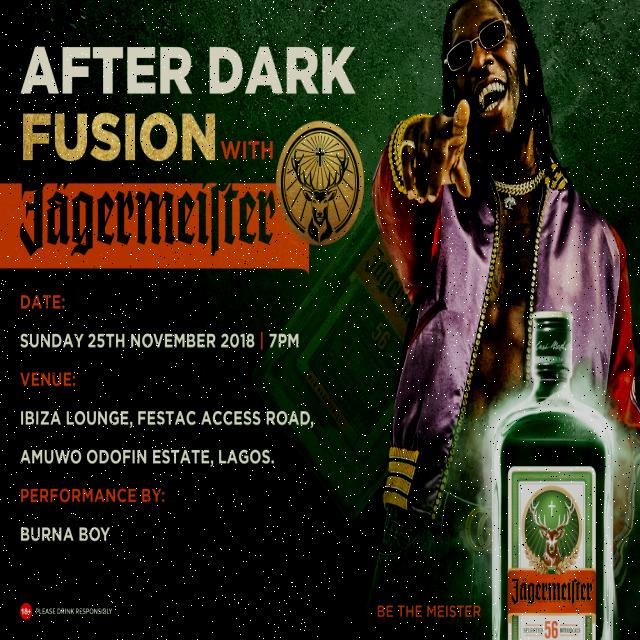 AFTER DARK
FUSION WITH
Jägermeister
DATE:
SUNDAY 25TH NOVEMBER 2018 | 7PM
VENUE:
IBIZA LOUNGE, FESTAC ACCESS ROAD,
AMUWO ODOFIN ESTATE, LAGOS.
PERFORMANCE BY:
BURNA BOY
18+ PLEASE DRINK RESPONSIBLY
BE THE MEISTER
Jägermeister
56